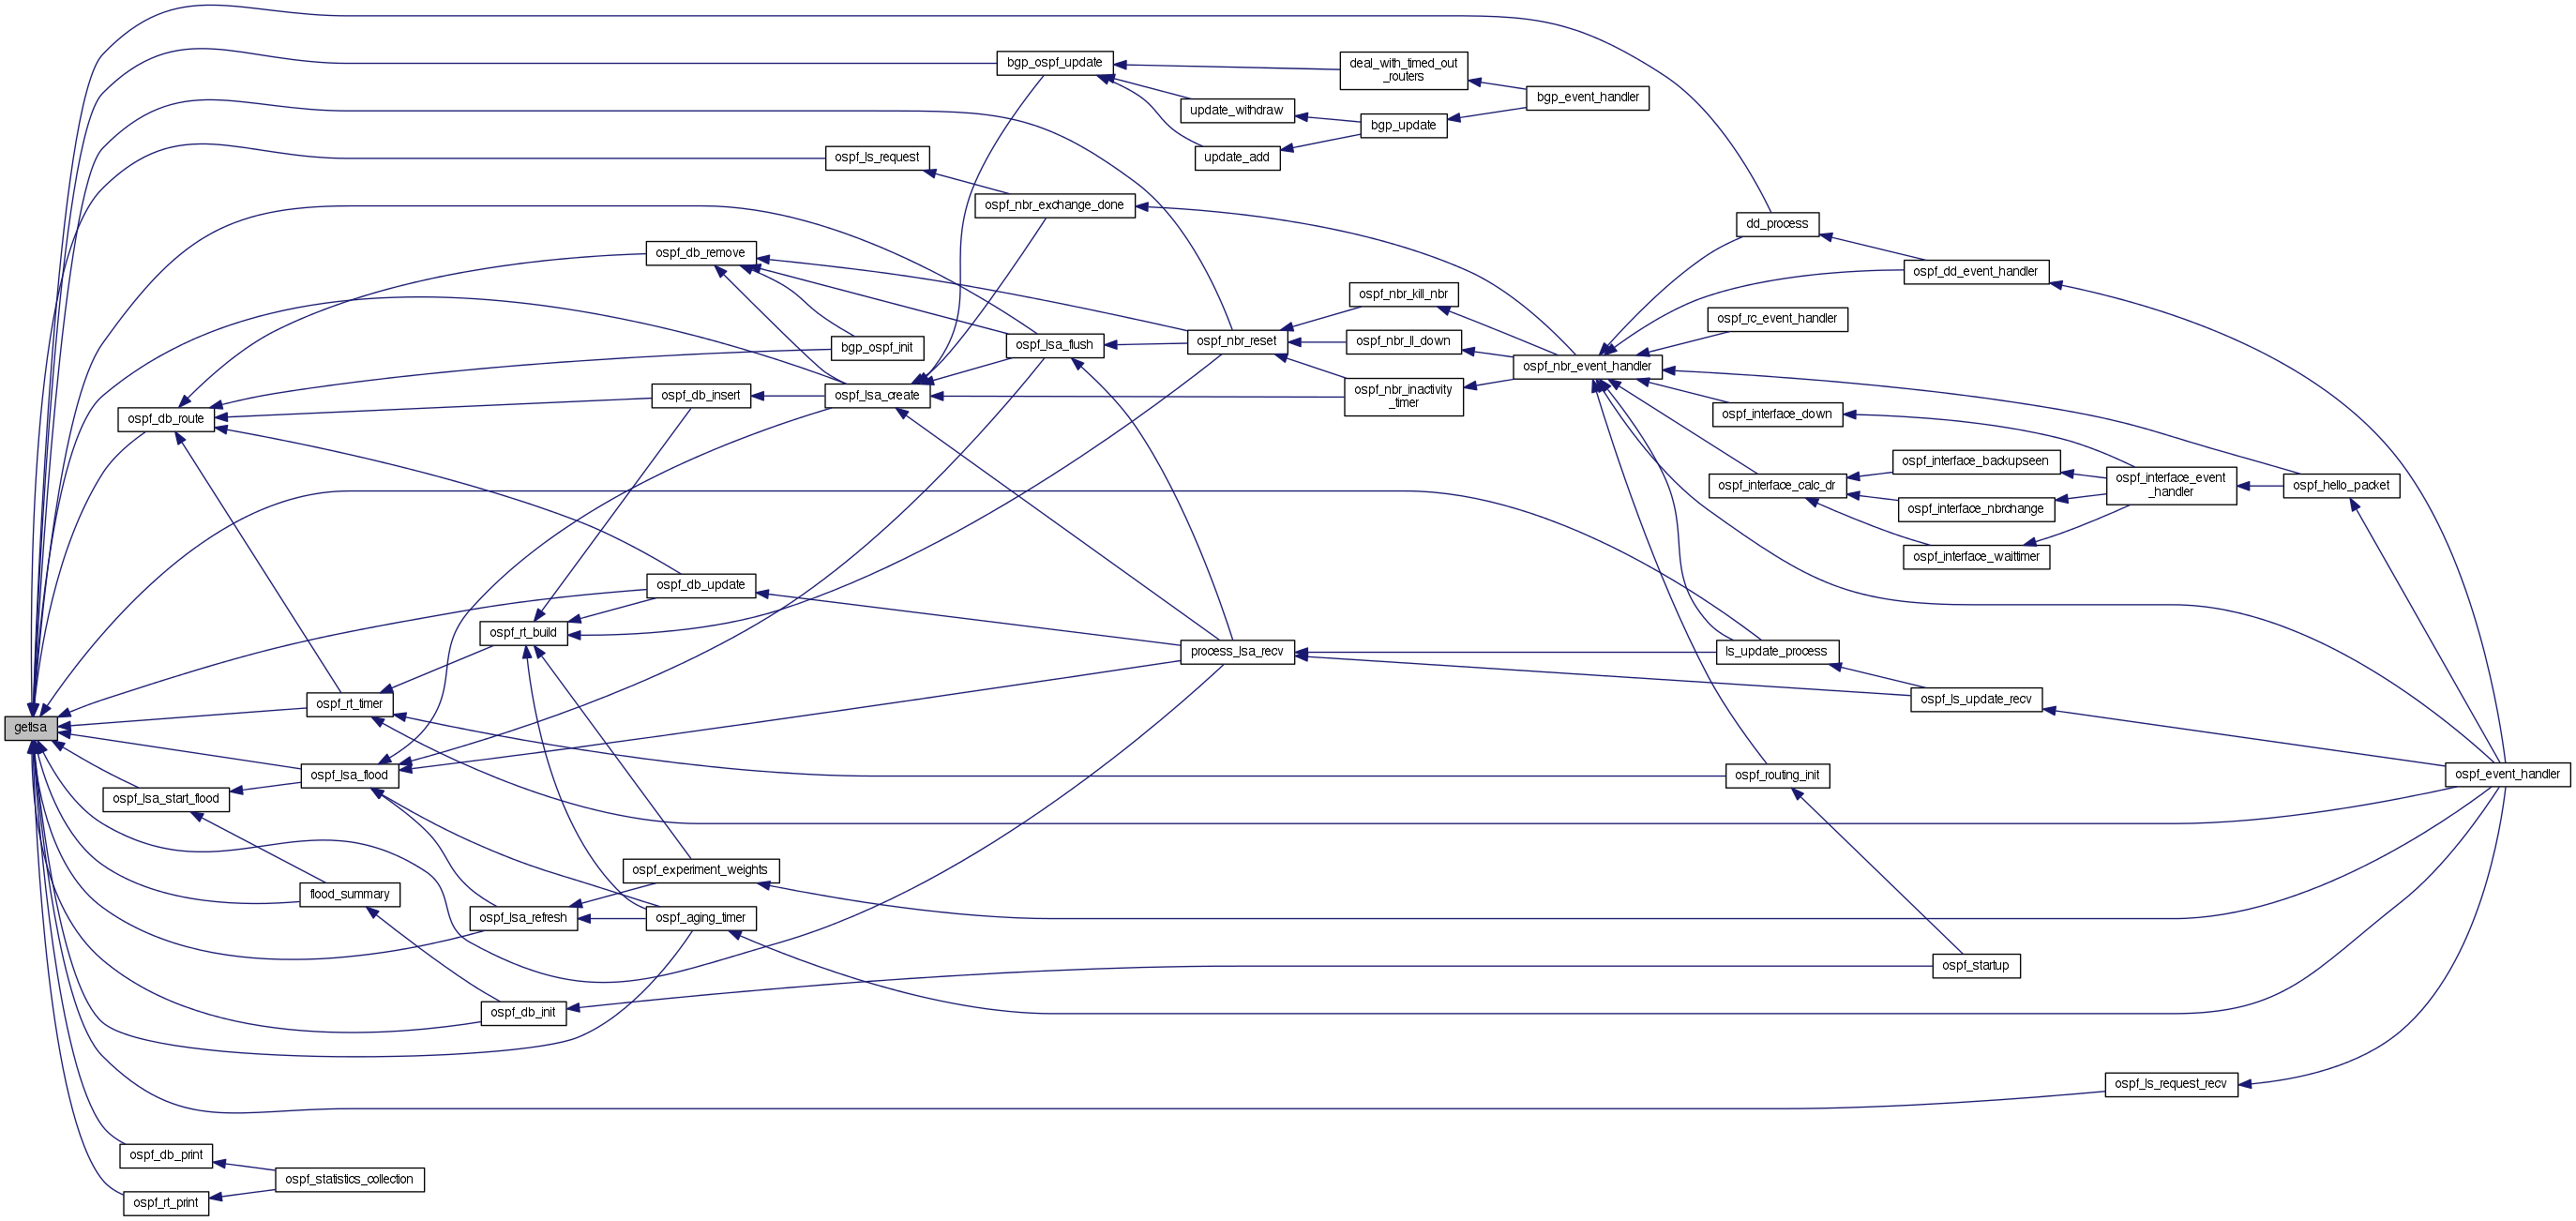 bgp_ospf_update
deal_with_timed_out
_routers
bgp_event_handler
update_withdraw
bgp_update
update_add
ospf_ls_request
ospf_nbr_exchange_done
dd_process
ospf_db_remove
ospf_dd_event_handler
ospf_nbr_kill_nbr
ospf_rc_event_handler
bgp_ospf_init
ospf_lsa_flush
ospf_nbr_reset
ospf_nbr_ll_down
ospf_nbr_event_handler
ospf_db_insert
ospf_lsa_create
ospf_nbr_inactivity
_timer
ospf_db_route
ospf_interface_down
ospf_interface_backupseen
ospf_interface_calc_dr
ospf_interface_event
_handler
ospf_hello_packet
ospf_interface_nbrchange
ospf_interface_waittimer
ospf_db_update
ospf_rt_build
process_lsa_recv
ls_update_process
ospf_rt_timer
ospf_ls_update_recv
getlsa
ospf_lsa_flood
ospf_routing_init
ospf_event_handler
ospf_lsa_start_flood
ospf_experiment_weights
flood_summary
ospf_lsa_refresh
ospf_aging_timer
ospf_startup
ospf_db_init
ospf_ls_request_recv
ospf_db_print
ospf_statistics_collection
ospf_rt_print